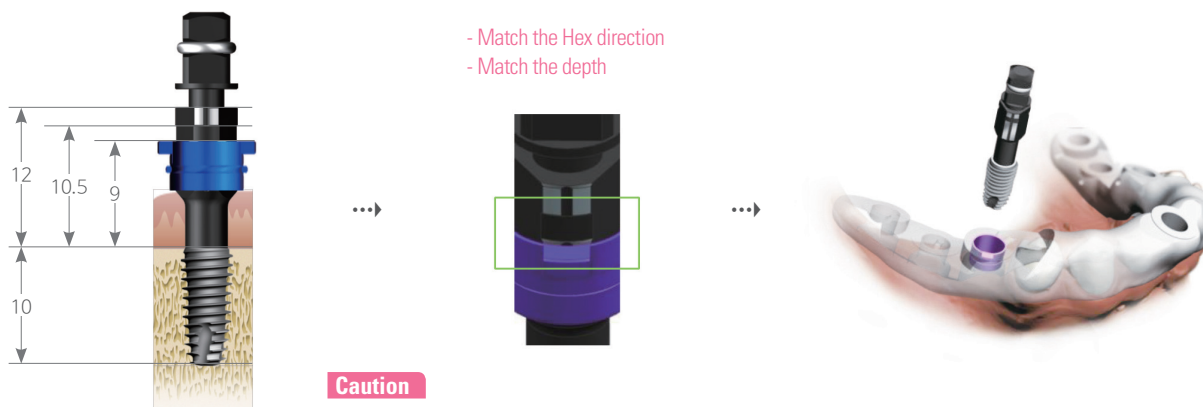 - Match the Hex direction
- Match the depth
12
10.5
9
10
Caution